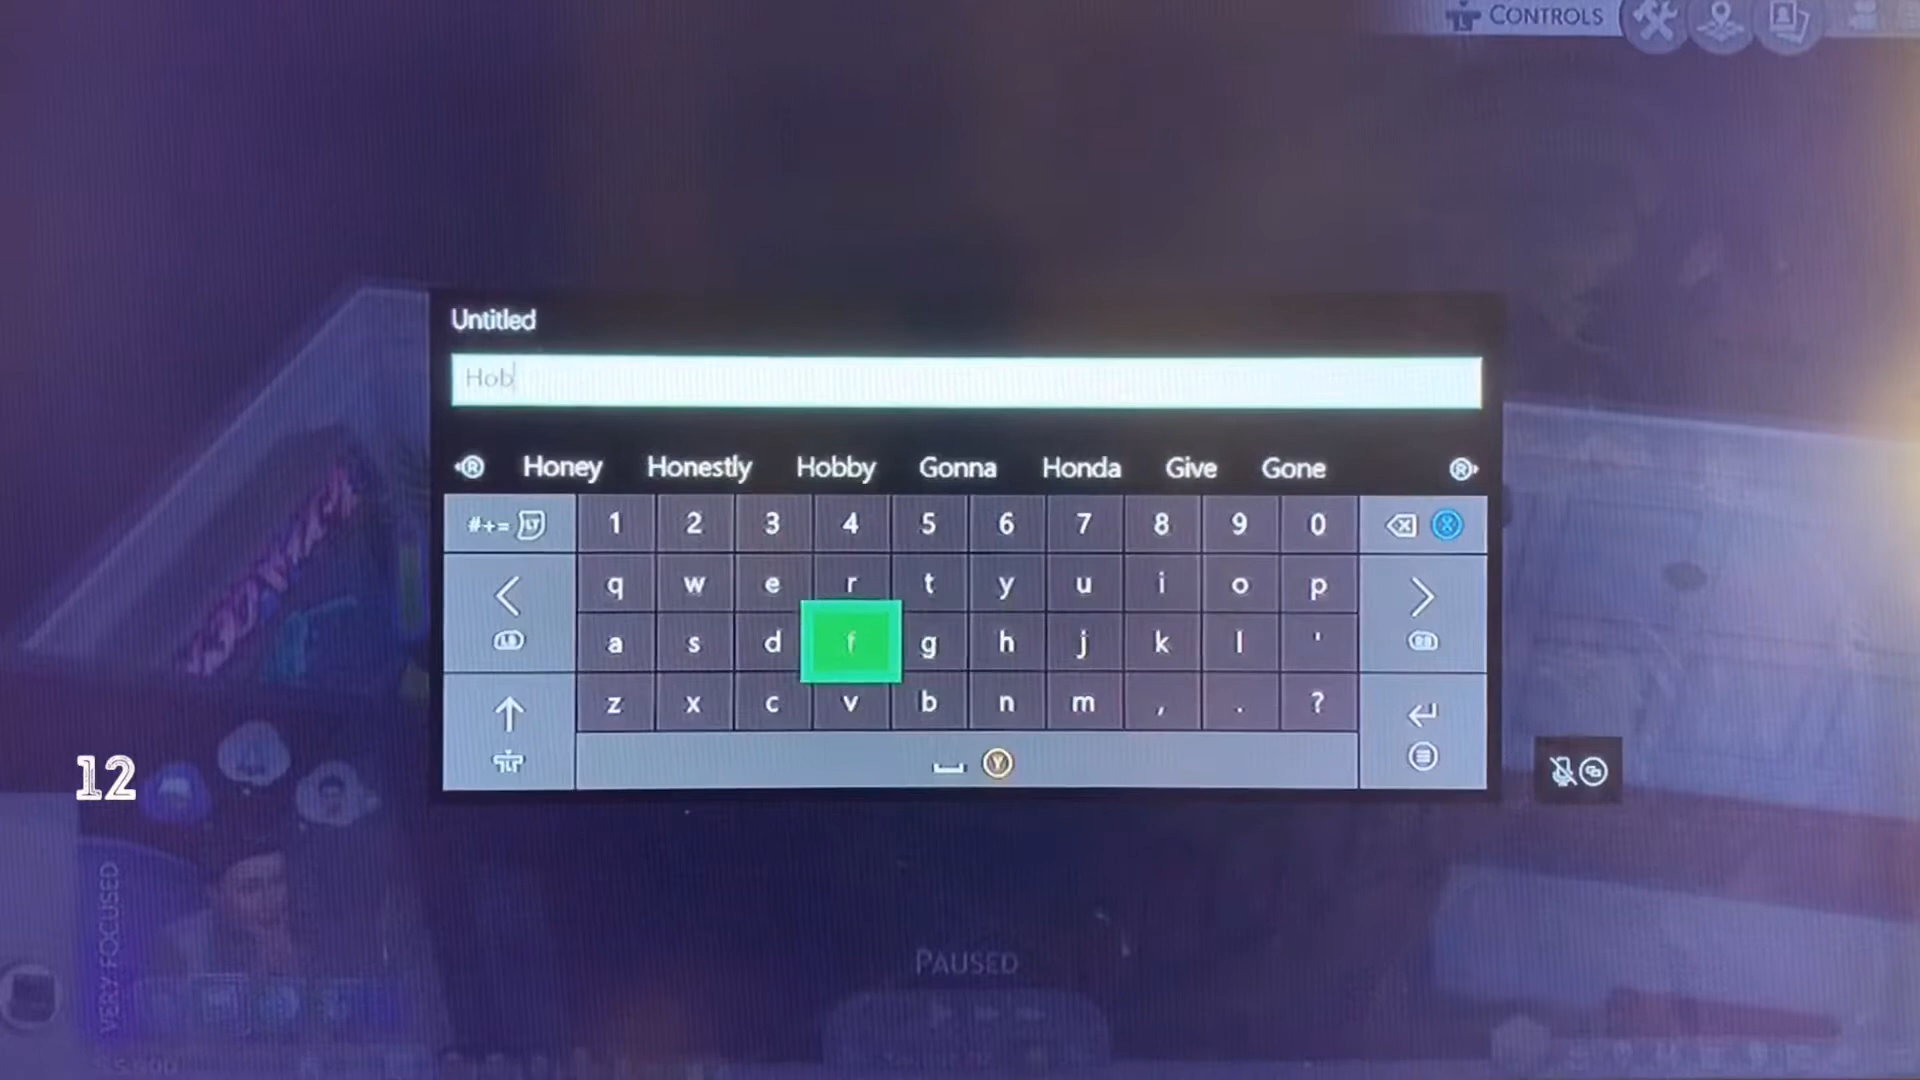 CONTROLS
Untitled
Hob
Honey Honestly Hobby Gonna Honda Give Gone
#+= LT 1 2 3 4 5 6 7 8 9 0 X
q w e r t y u i o p
a s d f g h j k l '
z x c v b n m , . ?
Y
12
VERY FOCUSED
PAUSED